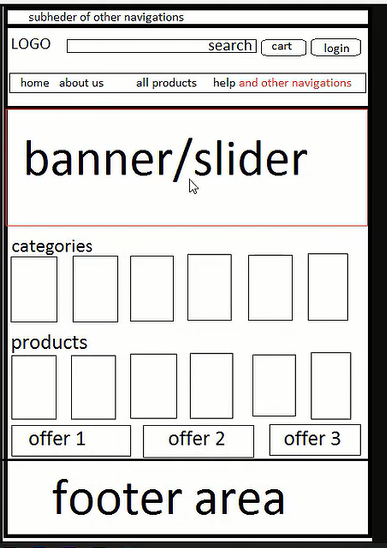 subheder of other navigations
LOGO search cart login
home about us all products help and other navigations
banner/slider
categories
products
offer 1 offer 2 offer 3
footer area